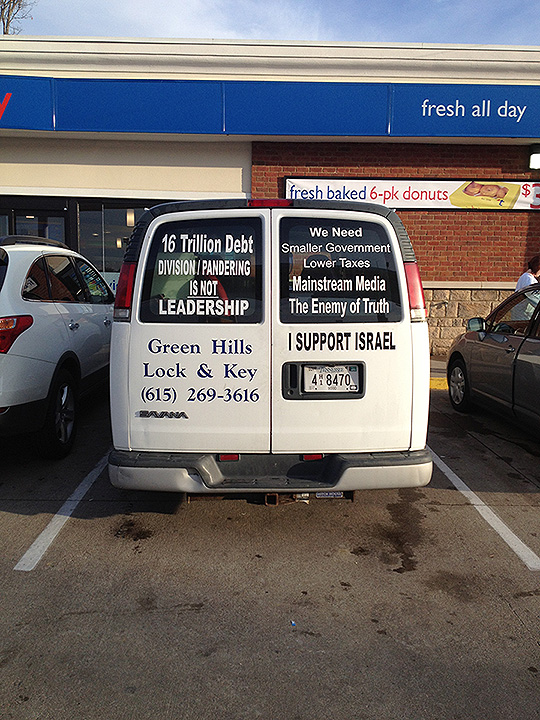 fresh all day
fresh baked 6-pk donuts $
16 Trillion Debt
DIVISION / PANDERING
IS NOT
LEADERSHIP
We Need
Smaller Government
Lower Taxes
Mainstream Media
The Enemy of Truth
Green Hills
Lock & Key
(615) 269-3616
I SUPPORT ISRAEL
8470
SAVANA